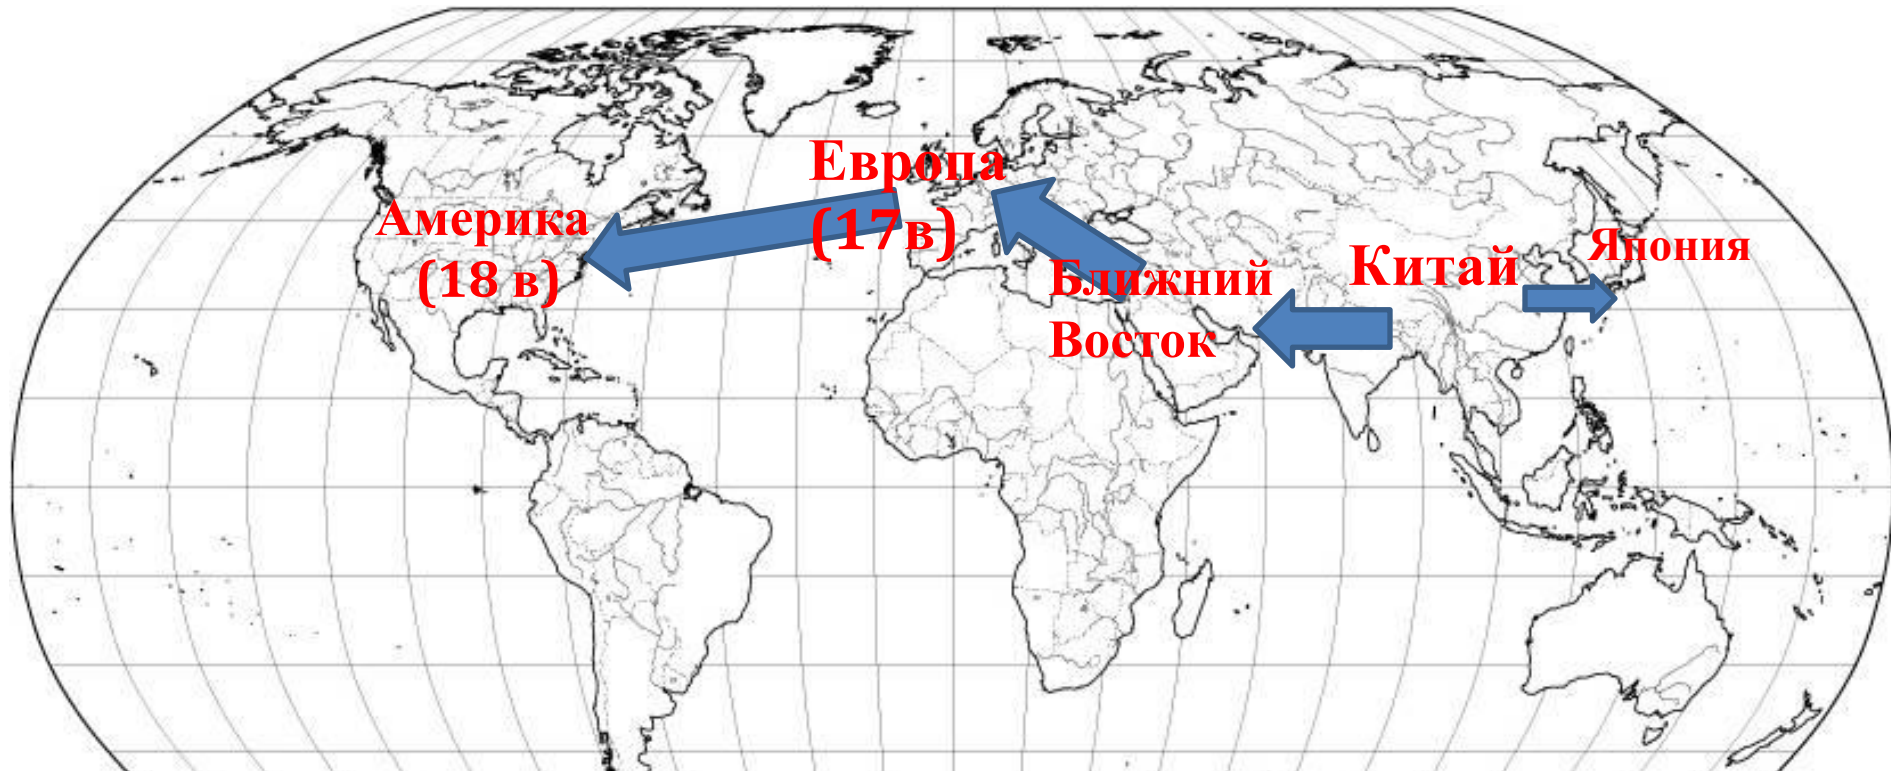 Европа
(17в)
Америка
(18 в)
Ближний
Восток
Китай
Япония